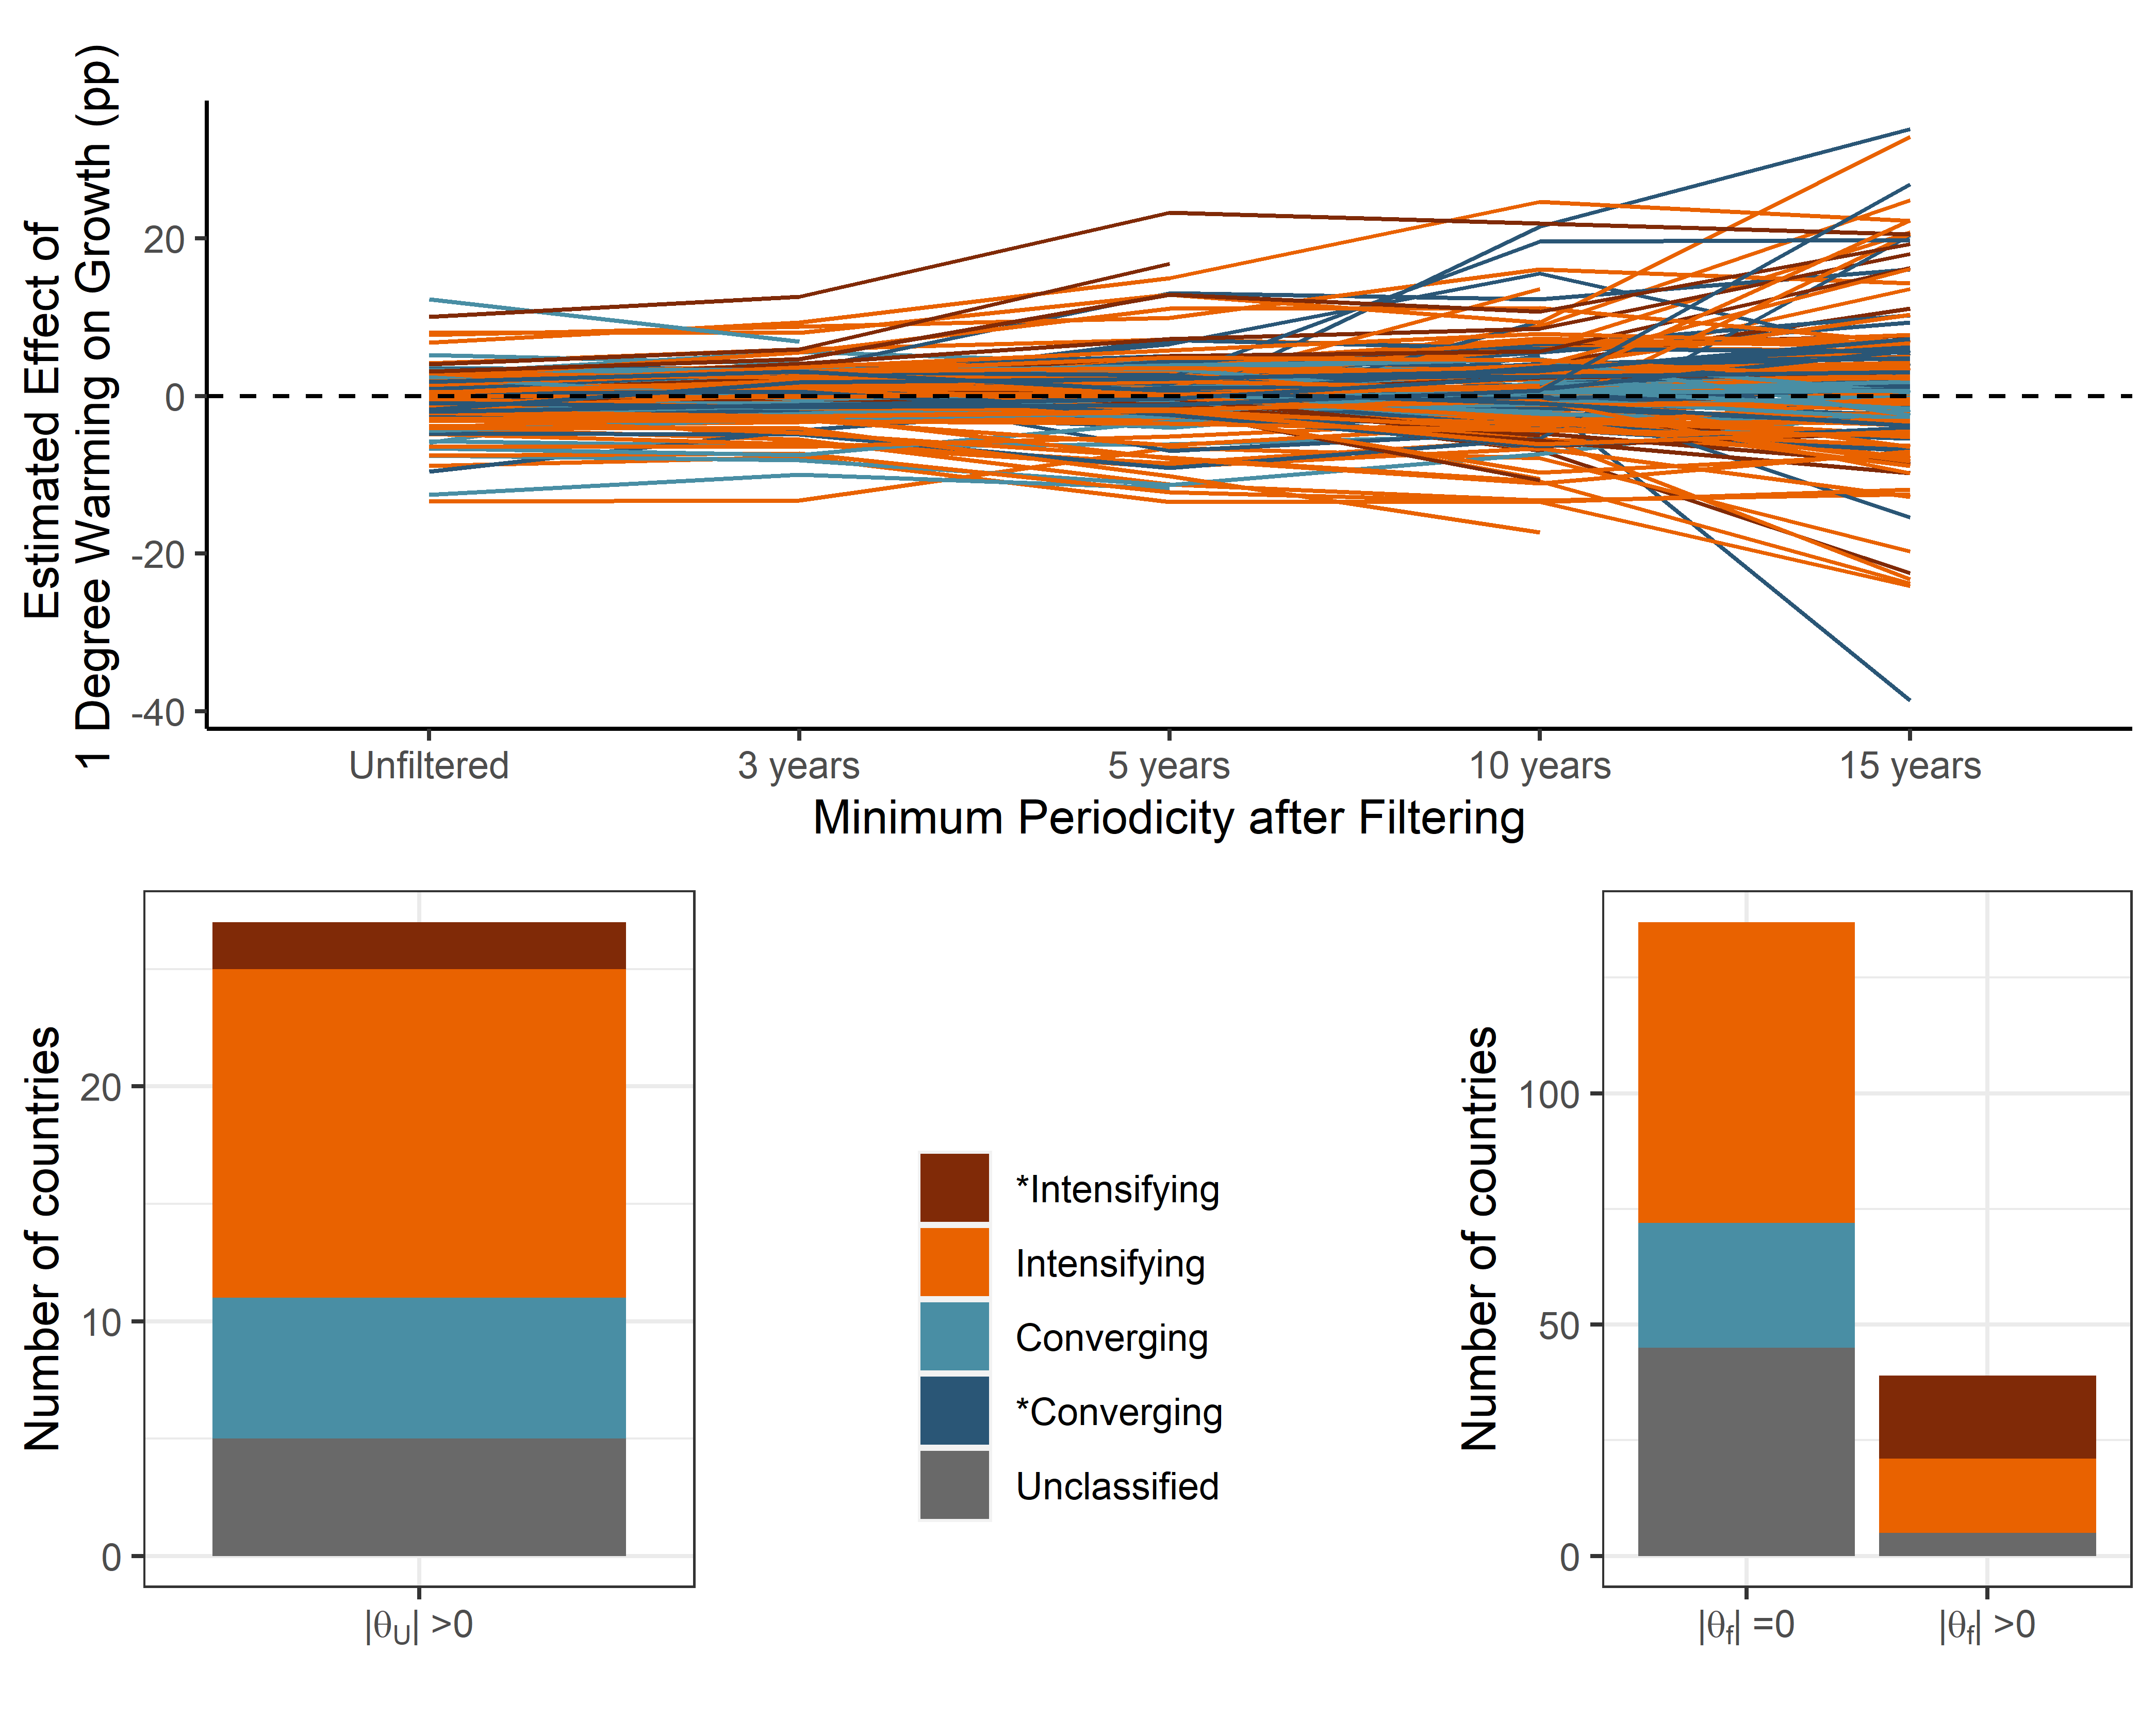 Estimated Effect of
1 Degree Warming on Growth (pp)
20
0
-20
-40
Unfiltered
3 years
5 years
10 years
15 years
Minimum Periodicity after Filtering
Number of countries
20
10
0
|θU| >0
*Intensifying
Intensifying
Converging
*Converging
Unclassified
Number of countries
100
50
0
|θf| =0
|θf| >0